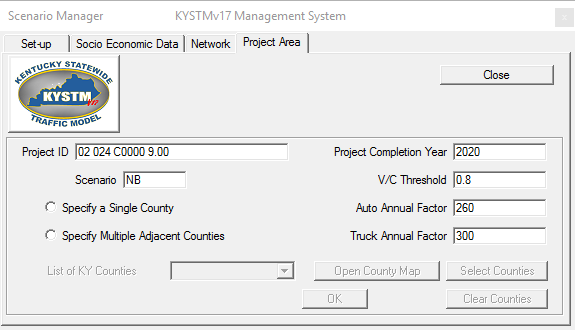 Scenario Manager KYSTMv17 Management System
Set-up Socio Economic Data Network Project Area
KENTUCKY STATEWIDE
KYSTM V17
TRAFFIC MODEL
Close
Project ID 02 024 C0000 9.00 Project Completion Year 2020
Scenario NB V/C Threshold 0.8
Specify a Single County Auto Annual Factor 260
Specify Multiple Adjacent Counties Truck Annual Factor 300
List of KY Counties Open County Map Select Counties
OK Clear Counties